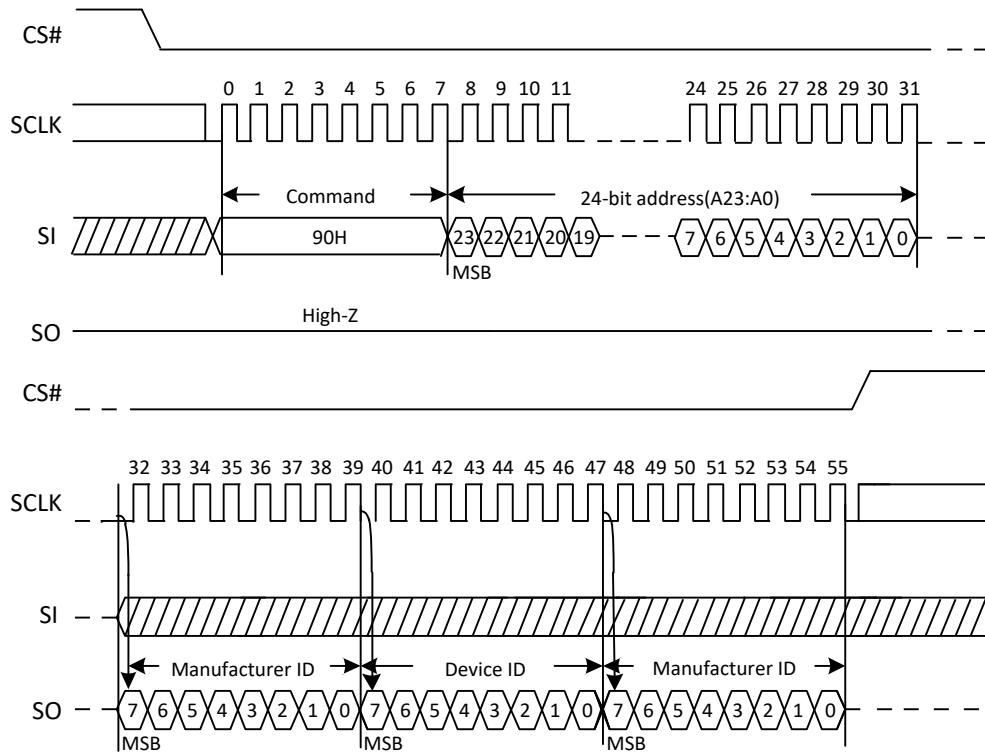 CS#
0 1 2 3 4 5 6 7 8 9 10 11 24 25 26 27 28 29 30 31
SCLK
Command 24-bit address(A23:A0)
SI 90H 23 22 21 20 19 7 6 5 4 3 2 1 0
MSB
High-Z
SO
CS#
32 33 34 35 36 37 38 39 40 41 42 43 44 45 46 47 48 49 50 51 52 53 54 55
SCLK
SI
Manufacturer ID Device ID Manufacturer ID
SO 7 6 5 4 3 2 1 0 7 6 5 4 3 2 1 0 7 6 5 4 3 2 1 0
MSB MSB MSB